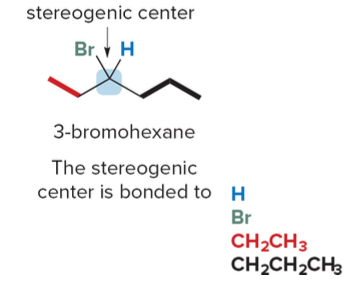 stereogenic center
Br H
3-bromohexane
The stereogenic
center is bonded to H
Br
CH₂CH₃
CH₂CH₂CH₃